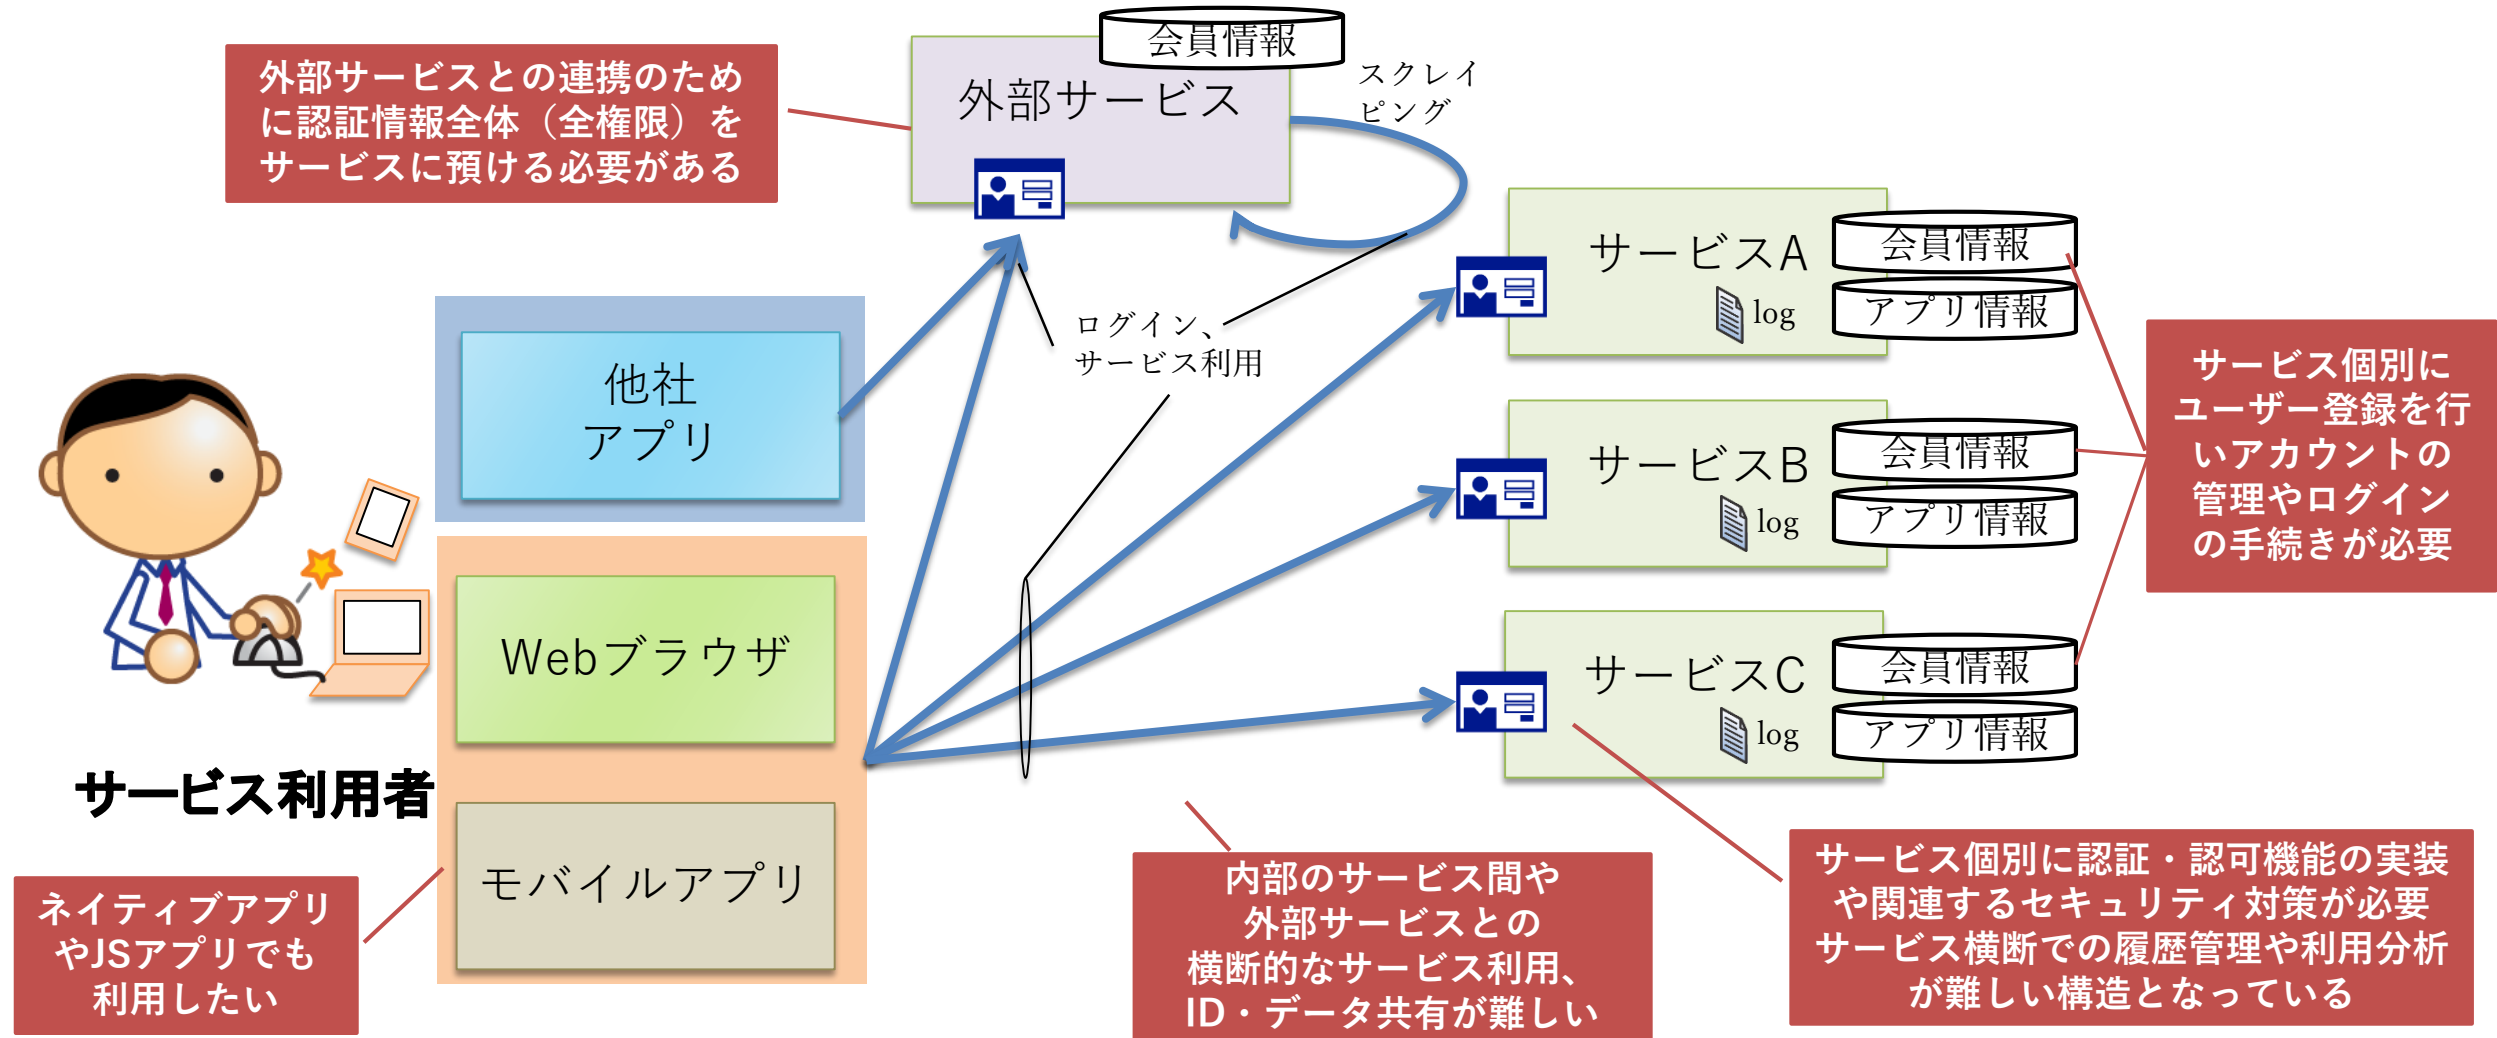 会員情報
外部サービスとの連携のため
に認証情報全体（全権限）を
サービスに預ける必要がある
外部サービス
スクレイ
ピング
サービスA
会員情報
log
アプリ情報
ログイン、
サービス利用
他社
アプリ
サービス個別に
ユーザー登録を行
いアカウントの
管理やログイン
の手続きが必要
サービスB
会員情報
log
アプリ情報
Webブラウザ
サービスC
会員情報
log
アプリ情報
サービス利用者
モバイルアプリ
ネイティブアプリ
やJSアプリでも
利用したい
内部のサービス間や
外部サービスとの
横断的なサービス利用、
ID・データ共有が難しい
サービス個別に認証・認可機能の実装
や関連するセキュリティ対策が必要
サービス横断での履歴管理や利用分析
が難しい構造となっている